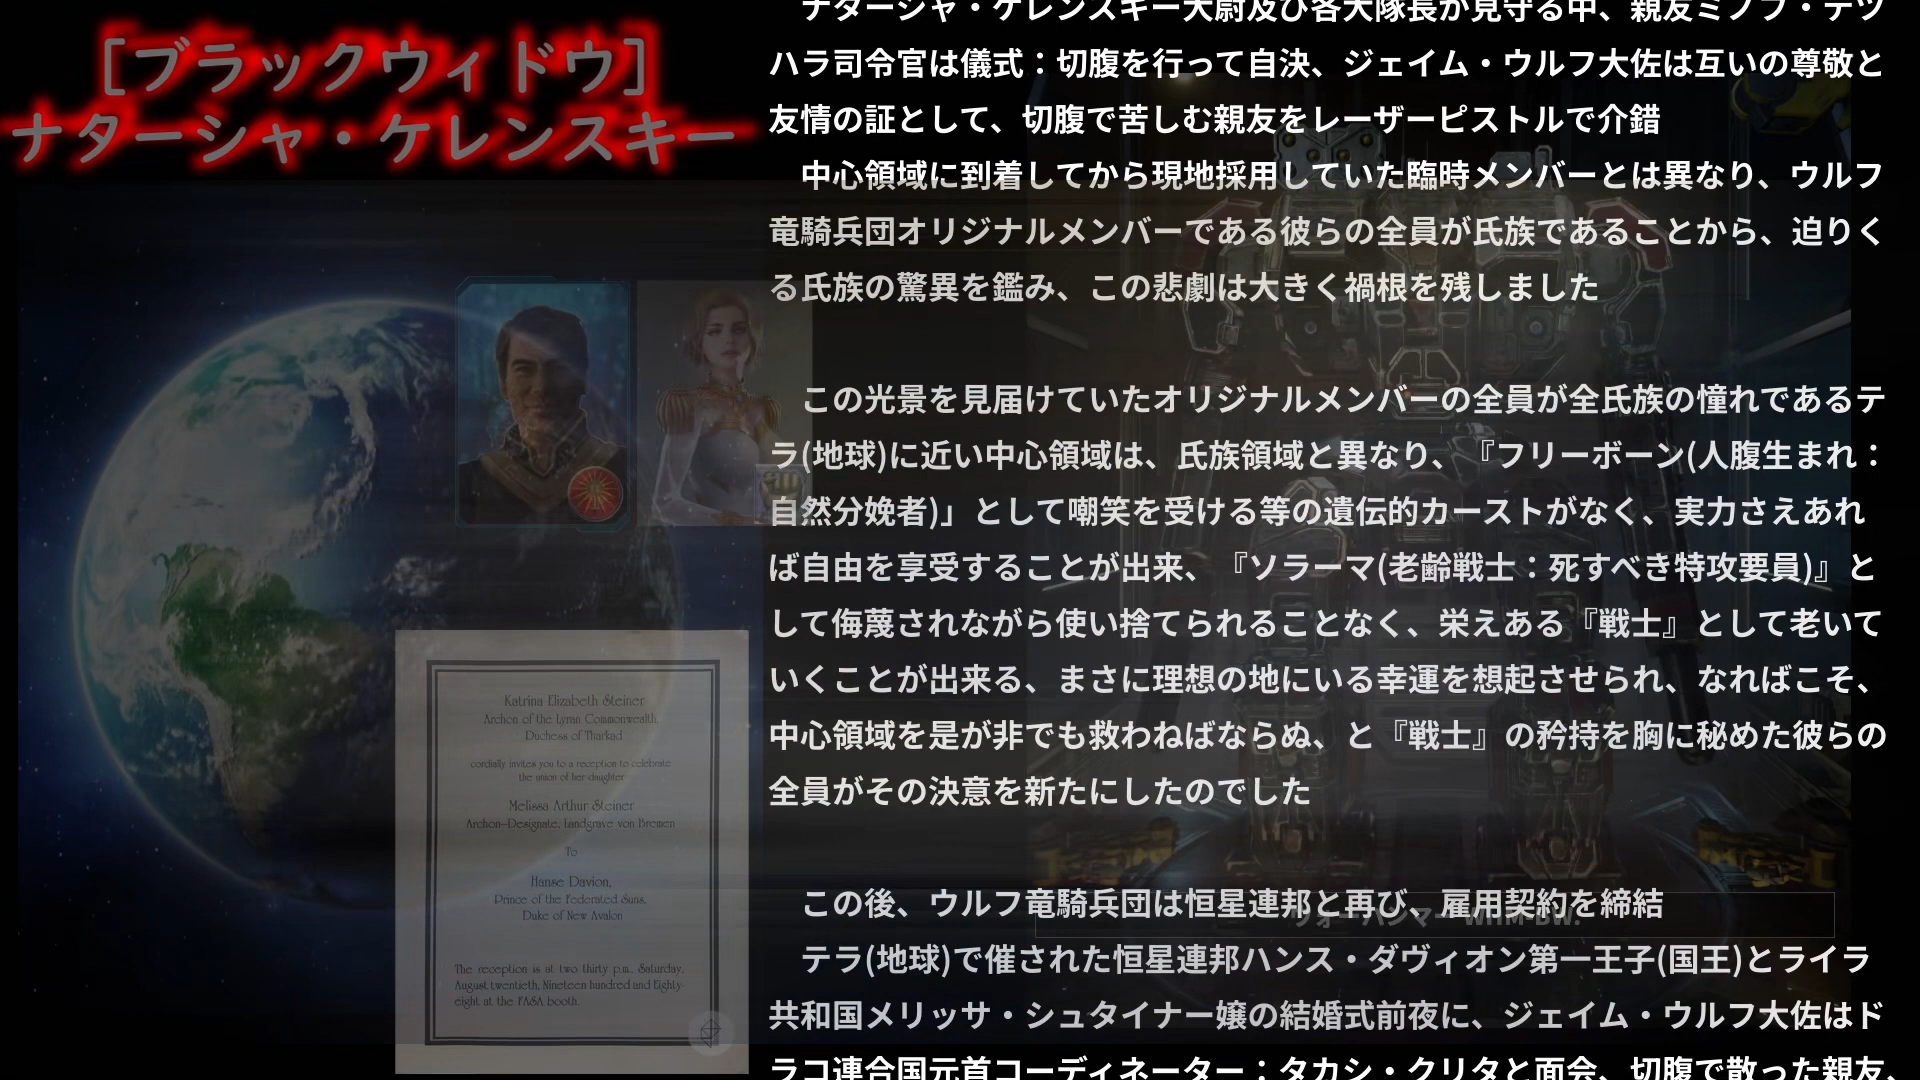 [ブラックウィドウ]
ナターシャ・ケレンスキー
ナターシャ・ケレンスキー大尉及び各大隊長が見守る中、親友ミノブ・テツ
ハラ司令官は儀式：切腹を行って自決、ジェイム・ウルフ大佐は互いの尊敬と
友情の証として、切腹で苦しむ親友をレーザーピストルで介錯
中心領域に到着してから現地採用していた臨時メンバーとは異なり、ウルフ
竜騎兵団オリジナルメンバーである彼らの全員が氏族であることから、迫りく
る氏族の驚異を鑑み、この悲劇は大きく禍根を残しました
この光景を見届けていたオリジナルメンバーの全員が全氏族の憧れであるテ
ラ(地球)に近い中心領域は、氏族領域と異なり、『フリーボーン(人腹生まれ：
自然分娩者)」として嘲笑を受ける等の遺伝的カーストがなく、実力さえあれ
ば自由を享受することが出来、『ソラーマ(老齢戦士：死すべき特攻要員)』と
して侮蔑されながら使い捨てられることなく、栄えある『戦士』として老いて
いくことが出来る、まさに理想の地にいる幸運を想起させられ、なればこそ、
中心領域を是が非でも救わねばならぬ、と『戦士』の矜持を胸に秘めた彼らの
全員がその決意を新たにしたのでした
この後、ウルフ竜騎兵団は恒星連邦と再び、雇用契約を締結
テラ(地球)で催された恒星連邦ハンス・ダヴィオン第一王子(国王)とライラ
共和国メリッサ・シュタイナー嬢の結婚式前夜に、ジェイム・ウルフ大佐はド
ラコ連合国元首コーディネーター：タカシ・クリタと面会、切腹で散った親友、
ウォーハンマー WHM-BW.
Katrina Elizabeth Steiner
Archon of the Lyran Commonwealth,
Duchess of Tharkad
cordially invites you to a reception to celebrate
the union of her daughter
Melissa Arthur Steiner
Archon-Designate, Landgrave von Bremen
To
Hanse Davion,
Prince of the Federated Suns,
Duke of New Avalon
The reception is at two thirty p.m. Saturday,
August twentieth, Nineteen hundred and Eighty-
eight at the FASA booth.